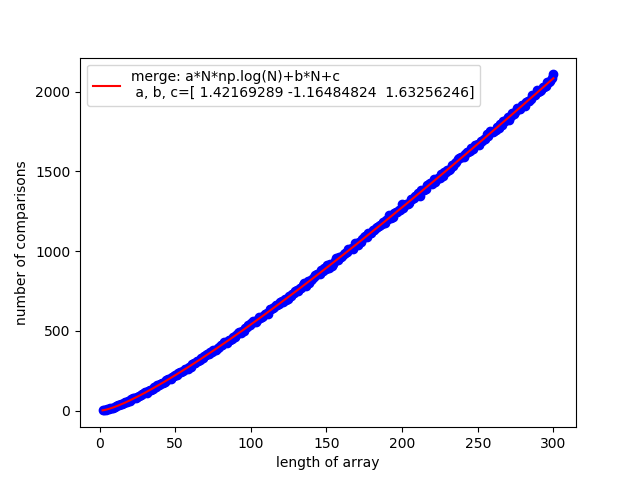 merge: a*N*np.log(N)+b*N+c
a, b, c=[ 1.42169289 -1.16484824  1.63256246]
2000
1500
1000
500
0
number of comparisons
0 50 100 150 200 250 300
length of array